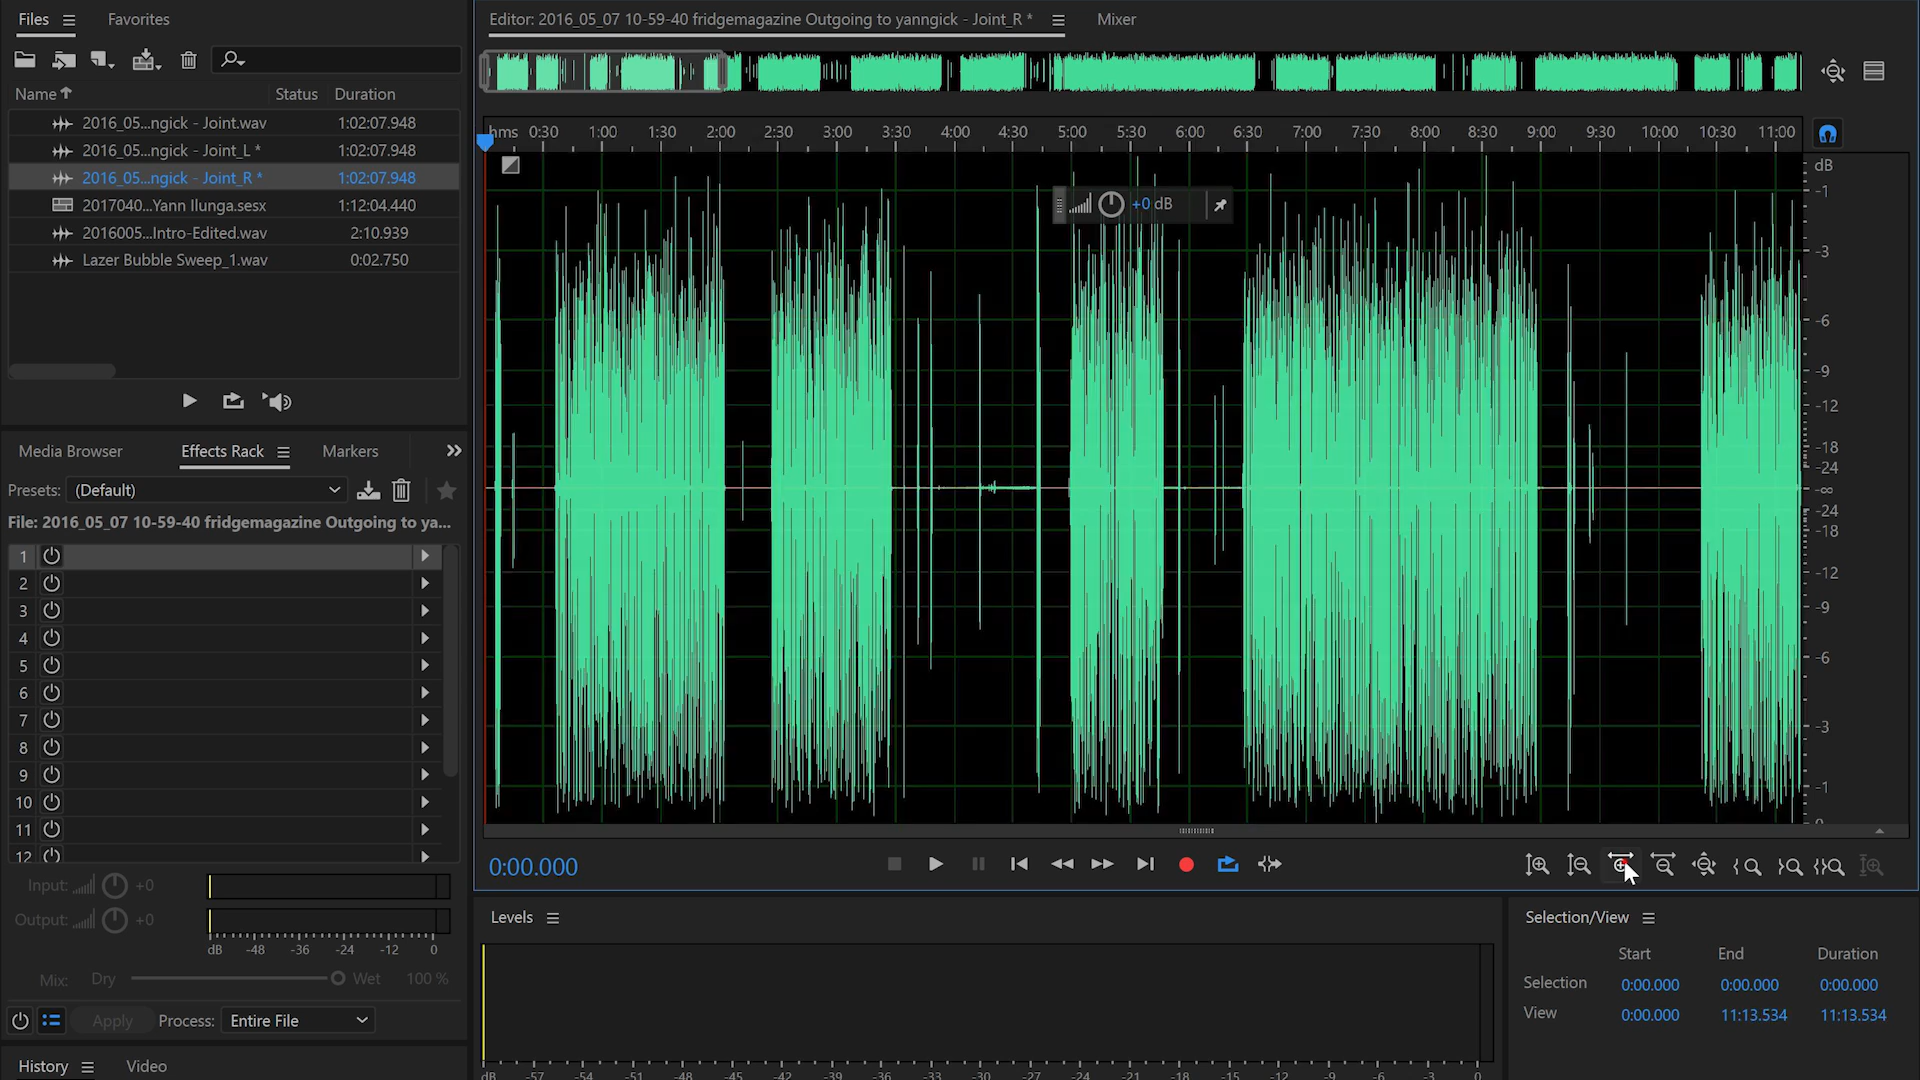 Files
Favorites
Name
Status
Duration
2016_05...ngick - Joint.wav
1:02:07.948
2016_05...ngick - Joint_L *
1:02:07.948
2016_05...ngick - Joint_R *
1:02:07.948
2017040...Yann Ilunga.sesx
1:12:04.440
2016005...Intro-Edited.wav
2:10.939
Lazer Bubble Sweep_1.wav
0:02.750
Media Browser
Effects Rack
Markers
Presets:
(Default)
File: 2016_05_07 10-59-40 fridgemagazine Outgoing to ya...
1
2
3
4
5
6
7
8
9
10
11
12
Input:
+0
Output:
+0
dB -48 -36 -24 -12 0
Mix: Dry Wet 100 %
Apply
Process:
Entire File
History
Video
Editor: 2016_05_07 10-59-40 fridgemagazine Outgoing to yanngick - Joint_R *
Mixer
hms 0:30 1:00 1:30 2:00 2:30 3:00 3:30 4:00 4:30 5:00 5:30 6:00 6:30 7:00 7:30 8:00 8:30 9:00 9:30 10:00 10:30 11:00
+0 dB
dB
-1
-3
-6
-9
-12
-18
-24
-∞
-24
-18
-12
-9
-6
-3
-1
0:00.000
Levels
dB -57 -54 -51 -48 -45 -42 -39 -36 -33 -30 -27 -24 -21 -18 -15 -12 -9 -6 -3 0
Selection/View
Start End Duration
Selection 0:00.000 0:00.000 0:00.000
View 0:00.000 11:13.534 11:13.534